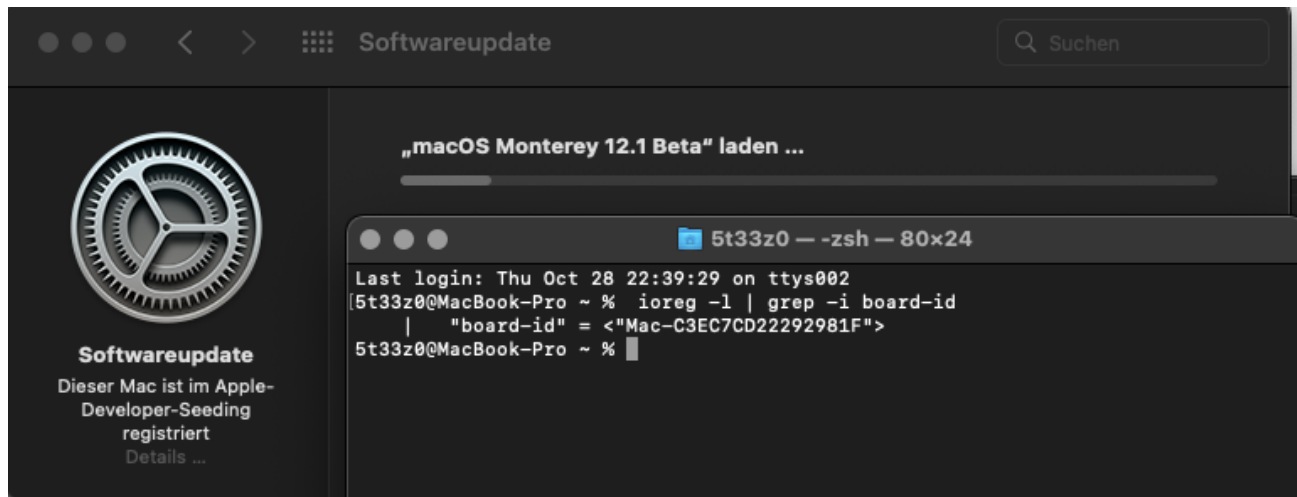 Softwareupdate
Suchen
„macOS Monterey 12.1 Beta“ laden ...
Softwareupdate
Dieser Mac ist im Apple-
Developer-Seeding
registriert
Details ...
5t33z0 — -zsh — 80×24
Last login: Thu Oct 28 22:39:29 on ttys002
[5t33z0@MacBook-Pro ~ %  ioreg -l | grep -i board-id
    |   "board-id" = <"Mac-C3EC7CD22292981F">
5t33z0@MacBook-Pro ~ %